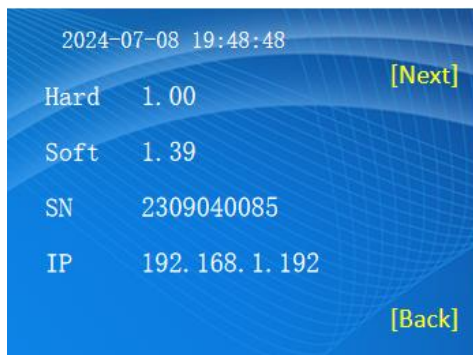 2024-07-08 19:48:48
[Next]
Hard 1.00
Soft 1.39
SN 2309040085
IP 192.168.1.192
[Back]